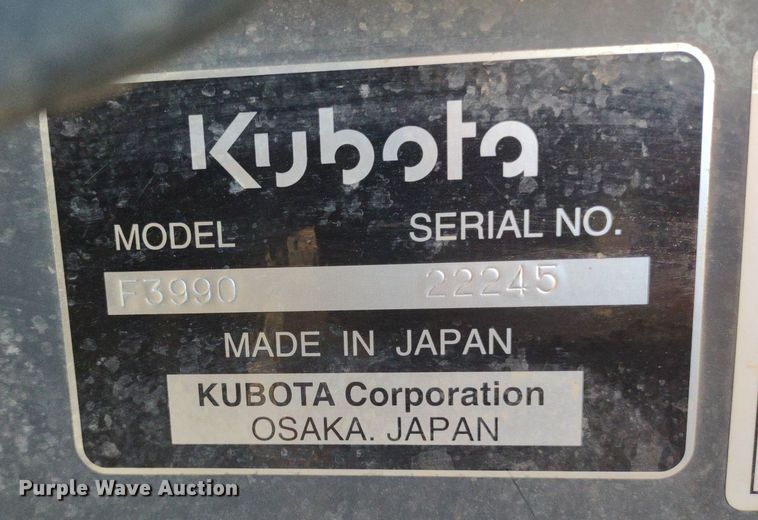 Kubota
MODEL SERIAL NO.
F3990 22245
MADE IN JAPAN
KUBOTA Corporation
OSAKA. JAPAN
Purple Wave Auction